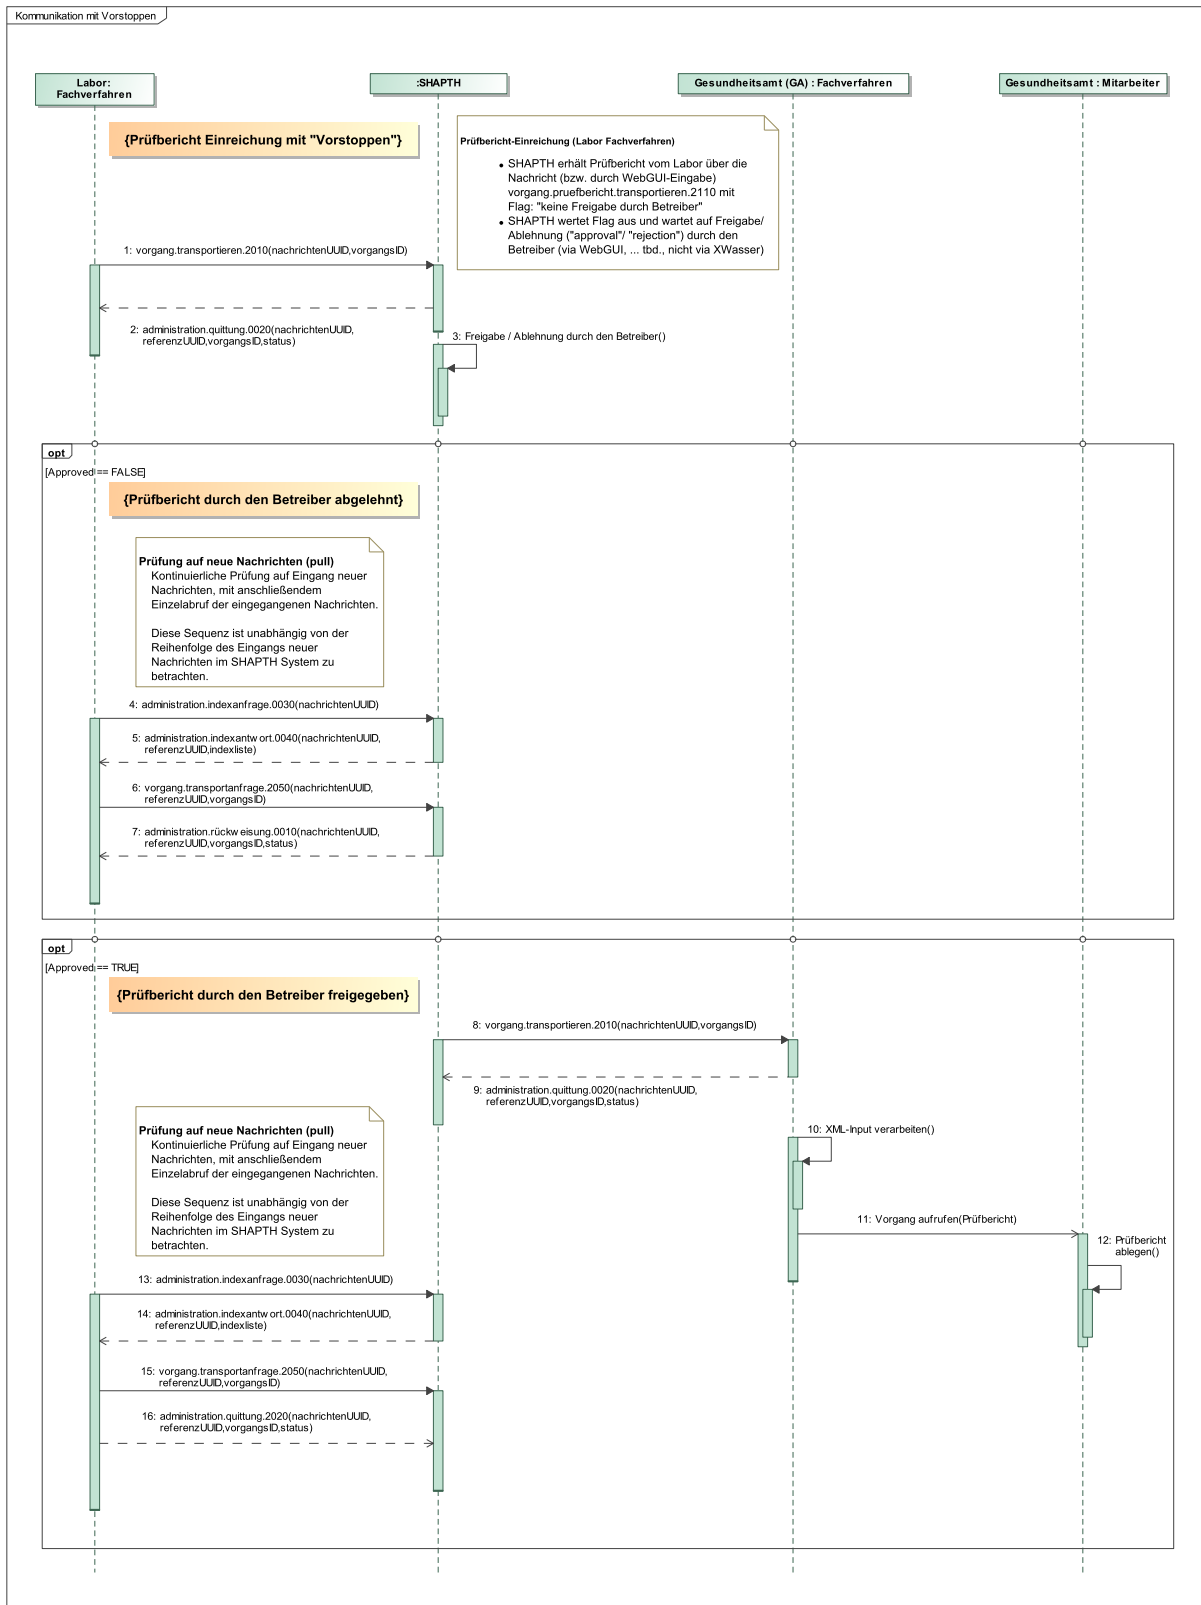 Kommunikation mit Vorstoppen
Labor:
Fachverfahren
:SHAPTH
Gesundheitsamt (GA) : Fachverfahren
Gesundheitsamt : Mitarbeiter
{Prüfbericht Einreichung mit "Vorstoppen"}
Prüfbericht-Einreichung (Labor Fachverfahren)
• SHAPTH erhält Prüfbericht vom Labor über die
Nachricht (bzw. durch WebGUI-Eingabe)
vorgang.pruefbericht.transportieren.2110 mit
Flag: "keine Freigabe durch Betreiber"
• SHAPTH wertet Flag aus und wartet auf Freigabe/
Ablehnung ("approval"/ "rejection") durch den
Betreiber (via WebGUI, ... tbd., nicht via XWasser)
1: vorgang.transportieren.2010(nachrichtenUUID,vorgangsID)
2: administration.quittung.0020(nachrichtenUUID,
referenzUUID,vorgangsID,status)
3: Freigabe / Ablehnung durch den Betreiber()
opt
[Approved == FALSE]
{Prüfbericht durch den Betreiber abgelehnt}
Prüfung auf neue Nachrichten (pull)
Kontinuierliche Prüfung auf Eingang neuer
Nachrichten, mit anschließendem
Einzelabruf der eingegangenen Nachrichten.
Diese Sequenz ist unabhängig von der
Reihenfolge des Eingangs neuer
Nachrichten im SHAPTH System zu
betrachten.
4: administration.indexanfrage.0030(nachrichtenUUID)
5: administration.indexantwort.0040(nachrichtenUUID,
referenzUUID,indexliste)
6: vorgang.transportanfrage.2050(nachrichtenUUID,
referenzUUID,vorgangsID)
7: administration.rückweisung.0010(nachrichtenUUID,
referenzUUID,vorgangsID,status)
opt
[Approved == TRUE]
{Prüfbericht durch den Betreiber freigegeben}
8: vorgang.transportieren.2010(nachrichtenUUID,vorgangsID)
9: administration.quittung.0020(nachrichtenUUID,
referenzUUID,vorgangsID,status)
Prüfung auf neue Nachrichten (pull)
Kontinuierliche Prüfung auf Eingang neuer
Nachrichten, mit anschließendem
Einzelabruf der eingegangenen Nachrichten.
Diese Sequenz ist unabhängig von der
Reihenfolge des Eingangs neuer
Nachrichten im SHAPTH System zu
betrachten.
10: XML-Input verarbeiten()
11: Vorgang aufrufen(Prüfbericht)
12: Prüfbericht
ablegen()
13: administration.indexanfrage.0030(nachrichtenUUID)
14: administration.indexantwort.0040(nachrichtenUUID,
referenzUUID,indexliste)
15: vorgang.transportanfrage.2050(nachrichtenUUID,
referenzUUID,vorgangsID)
16: administration.quittung.2020(nachrichtenUUID,
referenzUUID,vorgangsID,status)